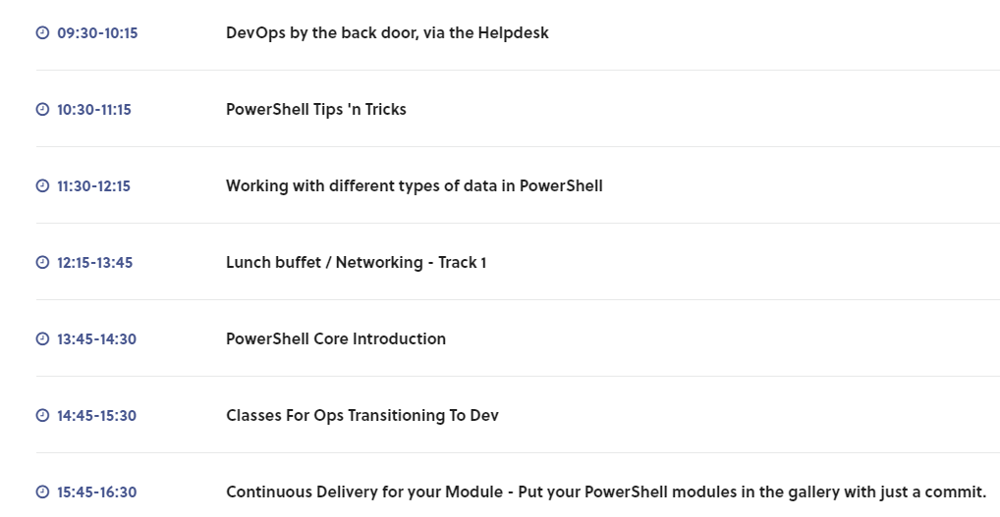 09:30-10:15 DevOps by the back door, via the Helpdesk
10:30-11:15 PowerShell Tips 'n Tricks
11:30-12:15 Working with different types of data in PowerShell
12:15-13:45 Lunch buffet / Networking - Track 1
13:45-14:30 PowerShell Core Introduction
14:45-15:30 Classes For Ops Transitioning To Dev
15:45-16:30 Continuous Delivery for your Module - Put your PowerShell modules in the gallery with just a commit.